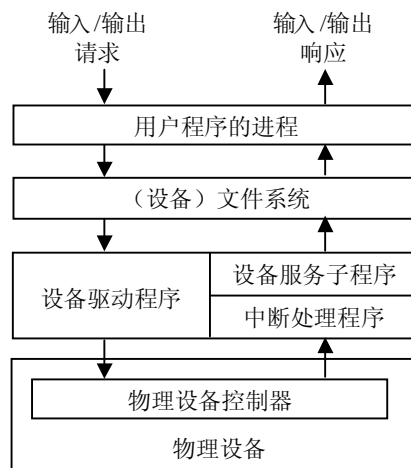 输入/输出
请求
输入/输出
响应
用户程序的进程
（设备）文件系统
设备驱动程序
设备服务子程序
中断处理程序
物理设备控制器
物理设备